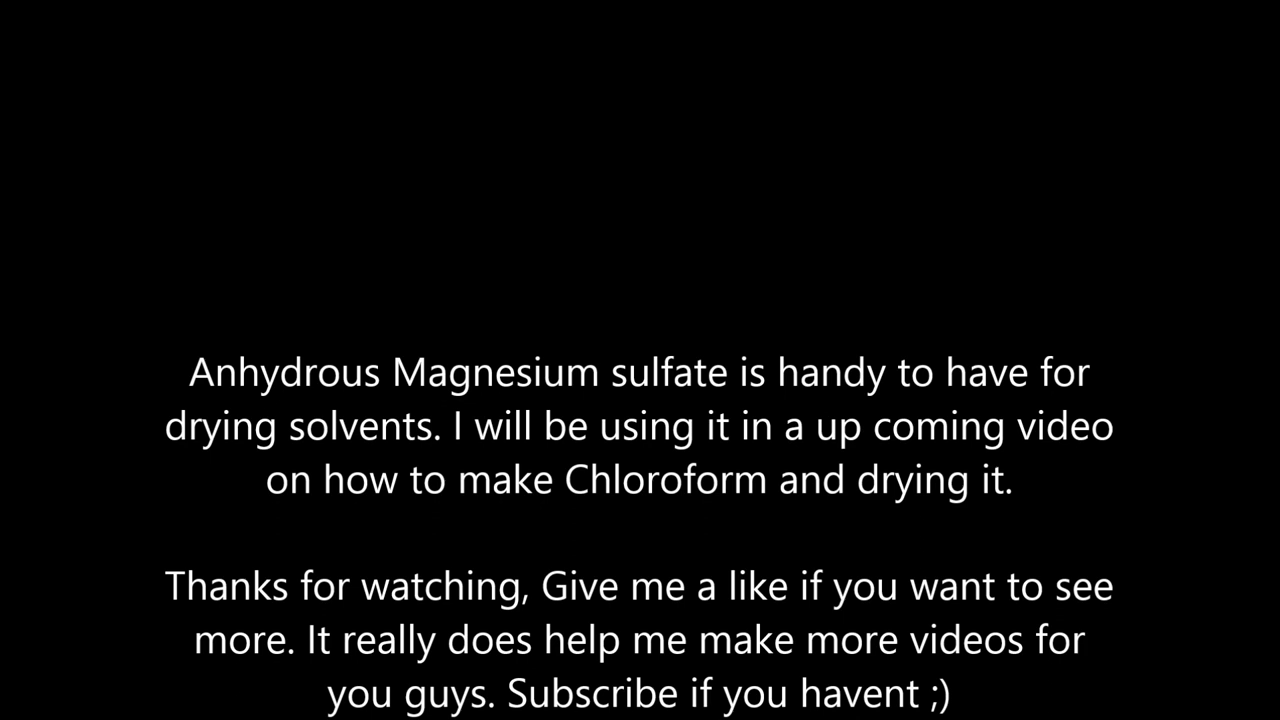 Anhydrous Magnesium sulfate is handy to have for
drying solvents. I will be using it in a up coming video
on how to make Chloroform and drying it.
Thanks for watching, Give me a like if you want to see
more. It really does help me make more videos for
you guys. Subscribe if you havent ;)